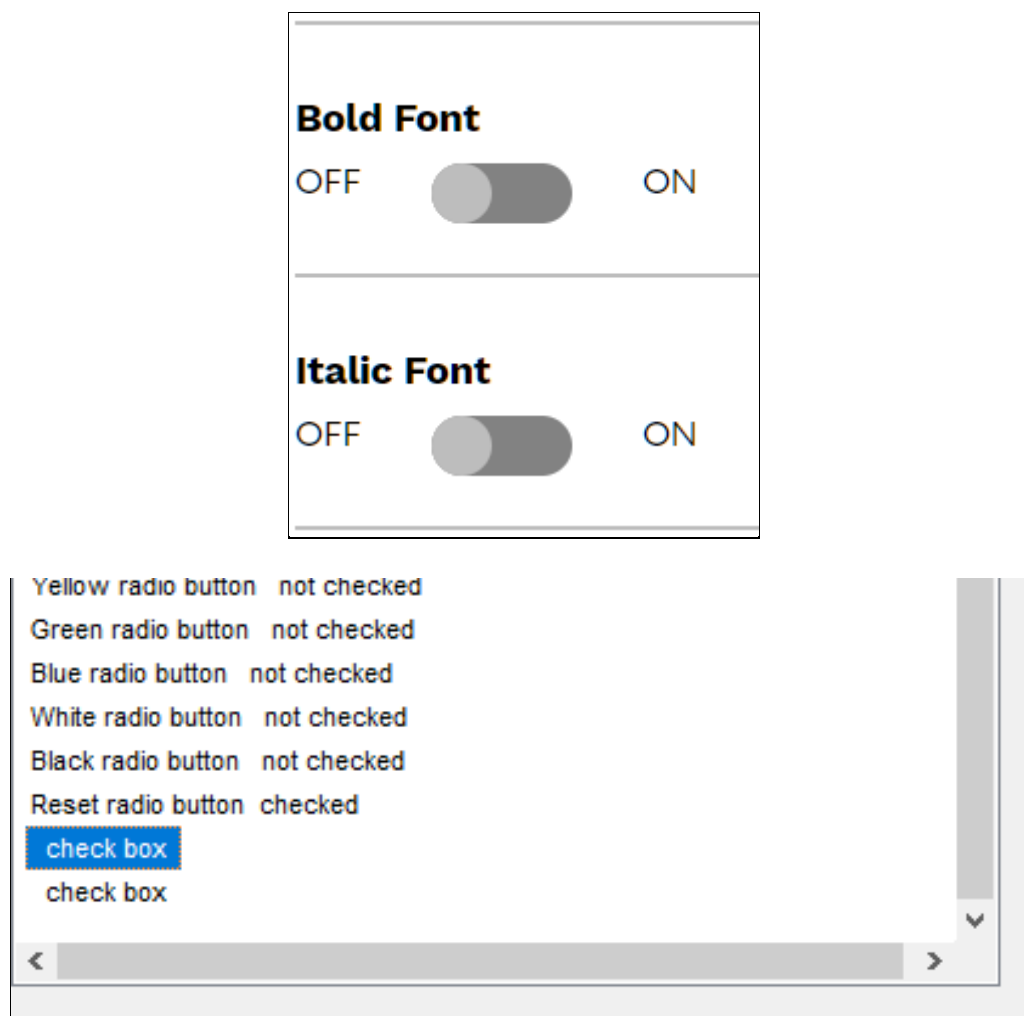 Bold Font
OFF ON
Italic Font
OFF ON
Yellow radio button not checked
Green radio button not checked
Blue radio button not checked
White radio button not checked
Black radio button not checked
Reset radio button checked
check box
check box